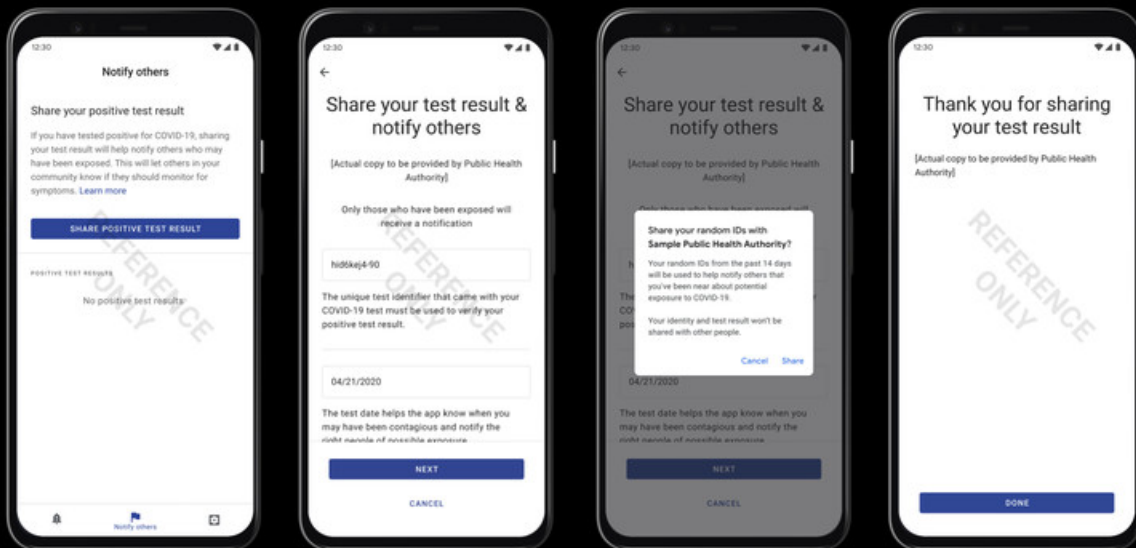 12:30
Notify others
Share your positive test result
If you have tested positive for COVID-19, sharing
your test result will help notify others who may
have been exposed. This will let others in your
community know if they should monitor for
symptoms. Learn more
SHARE POSITIVE TEST RESULT
POSITIVE TEST RESULTS
No positive test results
REFERENCE
ONLY
Notify others
12:30
Share your test result &
notify others
[Actual copy to be provided by Public Health
Authority]
Only those who have been exposed will
receive a notification
hid6kej4-90
The unique test identifier that came with your
COVID-19 test must be used to verify your
positive test result.
04/21/2020
The test date helps the app know when you
may have been contagious and notify the
right people of possible exposure
NEXT
CANCEL
REFERENCE
ONLY
12:30
Share your test result &
notify others
[Actual copy to be provided by Public Health
Authority]
Only those who have been exposed will
Share your random IDs with
Sample Public Health Authority?
Your random IDs from the past 14 days
will be used to help notify others that
you've been near about potential
exposure to COVID-19.
Your identity and test result won't be
shared with other people.
Cancel Share
04/21/2020
The test date helps the app know when you
may have been contagious and notify the
right people of possible exposure
NEXT
CANCEL
12:30
Thank you for sharing
your test result
[Actual copy to be provided by Public Health
Authority]
REFERENCE
ONLY
DONE